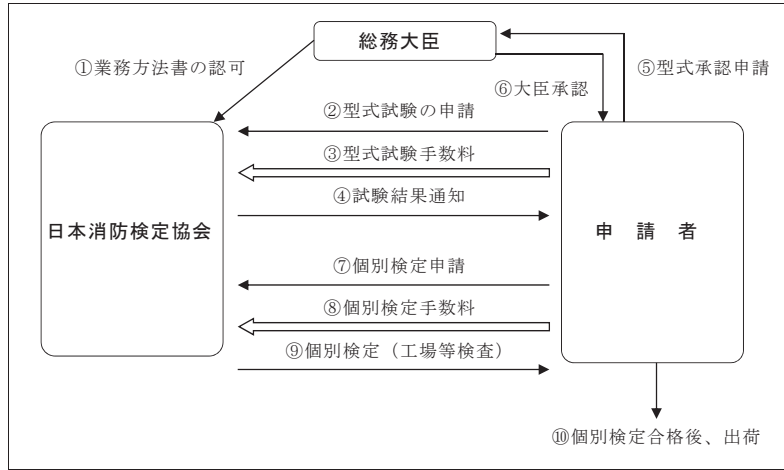 総務大臣
①業務方法書の認可
⑤型式承認申請
⑥大臣承認
②型式試験の申請
③型式試験手数料
④試験結果通知
日本消防検定協会
申 請 者
⑦個別検定申請
⑧個別検定手数料
⑨個別検定（工場等検査）
⑩個別検定合格後、出荷